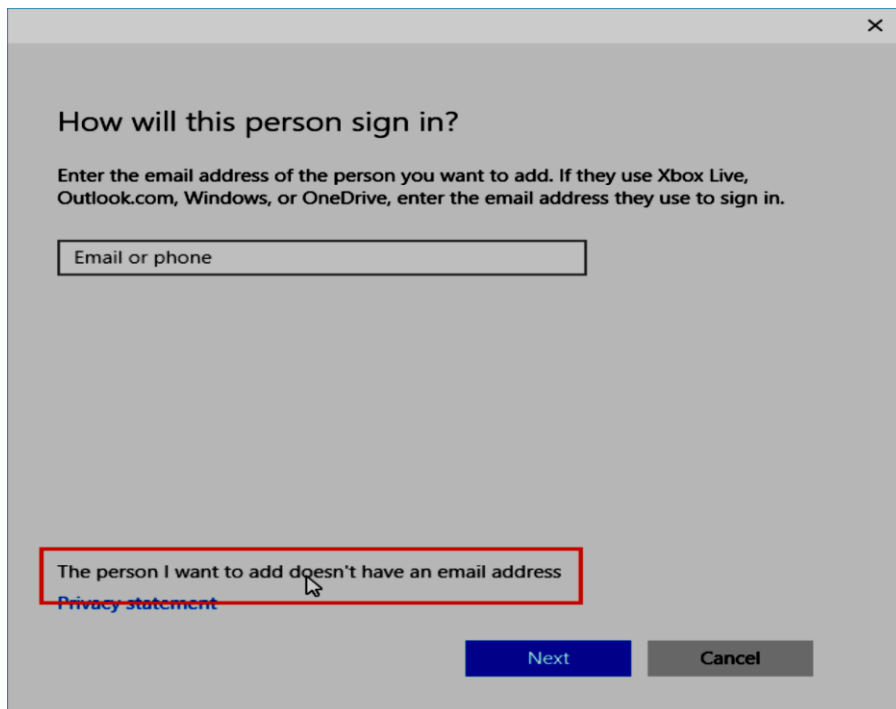 How will this person sign in?
Enter the email address of the person you want to add. If they use Xbox Live,
Outlook.com, Windows, or OneDrive, enter the email address they use to sign in.
Email or phone
The person I want to add doesn't have an email address
Privacy statement
Next
Cancel